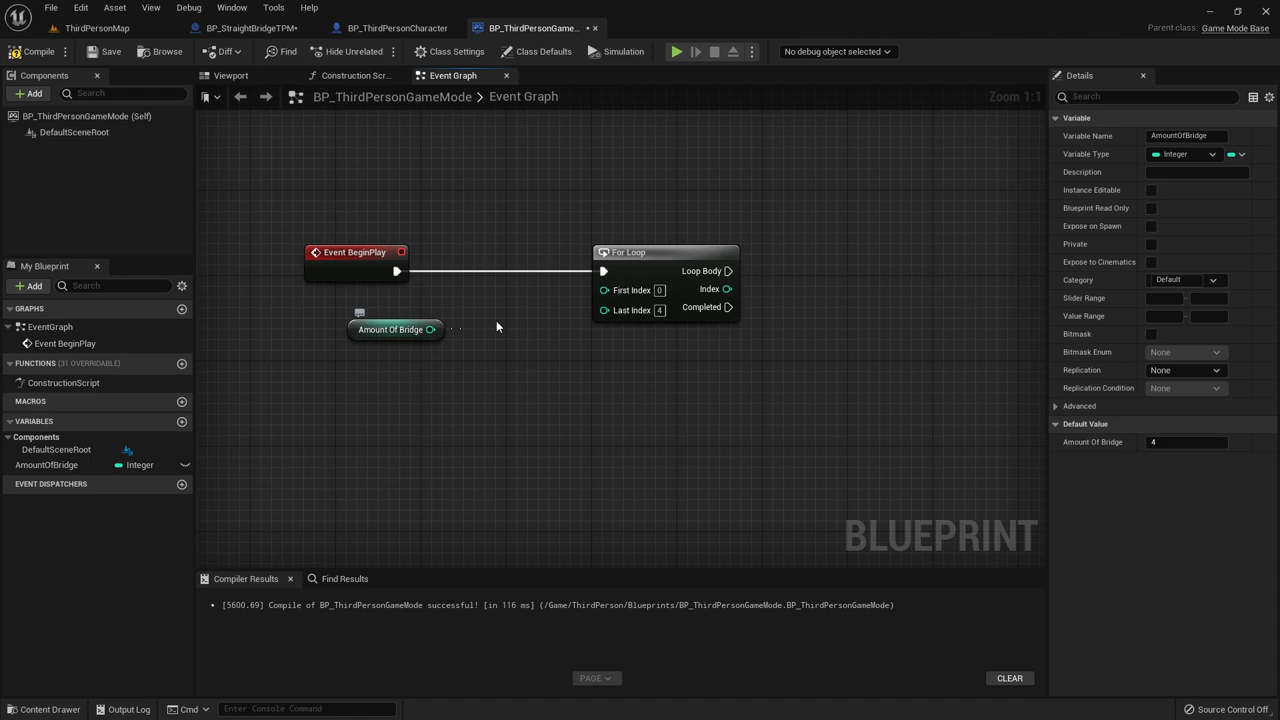 File Edit Asset View Debug Window Tools Help
ThirdPersonMap
BP_StraightBridgeTPM*
BP_ThirdPersonCharacter
BP_ThirdPersonGame... •
Parent class: Game Mode Base
Compile
Save
Browse
Diff
Find
Hide Unrelated
Class Settings
Class Defaults
Simulation
No debug object selected
Components
Viewport
Construction Scr...
Event Graph
Details
Add
Search
BP_ThirdPersonGameMode > Event Graph
Zoom 1:1
Search
BP_ThirdPersonGameMode (Self)
DefaultSceneRoot
My Blueprint
Add
Search
GRAPHS
EventGraph
Event BeginPlay
FUNCTIONS (31 OVERRIDABLE)
ConstructionScript
MACROS
VARIABLES
Components
DefaultSceneRoot
AmountOfBridge Integer
EVENT DISPATCHERS
Event BeginPlay
Amount Of Bridge
For Loop
Loop Body
First Index 0
Index
Last Index 4
Completed
BLUEPRINT
Variable
Variable Name AmountOfBridge
Variable Type Integer
Description
Instance Editable
Blueprint Read Only
Expose on Spawn
Private
Expose to Cinematics
Category Default
Slider Range
Value Range
Bitmask
Bitmask Enum None
Replication None
Replication Condition None
Advanced
Default Value
Amount Of Bridge 4
Compiler Results
Find Results
[5600.69] Compile of BP_ThirdPersonGameMode successful! [in 116 ms] (/Game/ThirdPerson/Blueprints/BP_ThirdPersonGameMode.BP_ThirdPersonGameMode)
PAGE
CLEAR
Content Drawer
Output Log
Cmd
Enter Console Command
Source Control Off